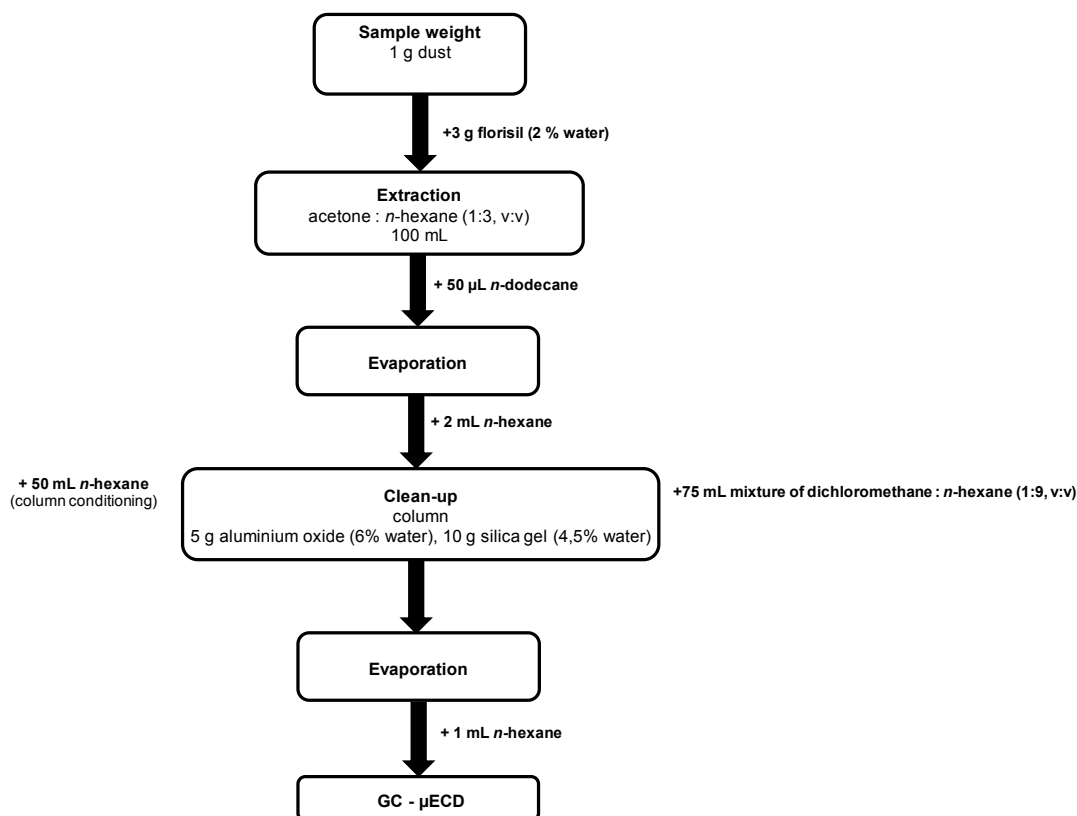 Sample weight
1 g dust
+3 g florisil (2 % water)
Extraction
acetone : n-hexane (1:3, v:v)
100 mL
+ 50 µL n-dodecane
Evaporation
+ 2 mL n-hexane
+ 50 mL n-hexane
(column conditioning)
Clean-up
column
5 g aluminium oxide (6% water), 10 g silica gel (4,5% water)
+75 mL mixture of dichloromethane : n-hexane (1:9, v:v)
Evaporation
+ 1 mL n-hexane
GC - µECD